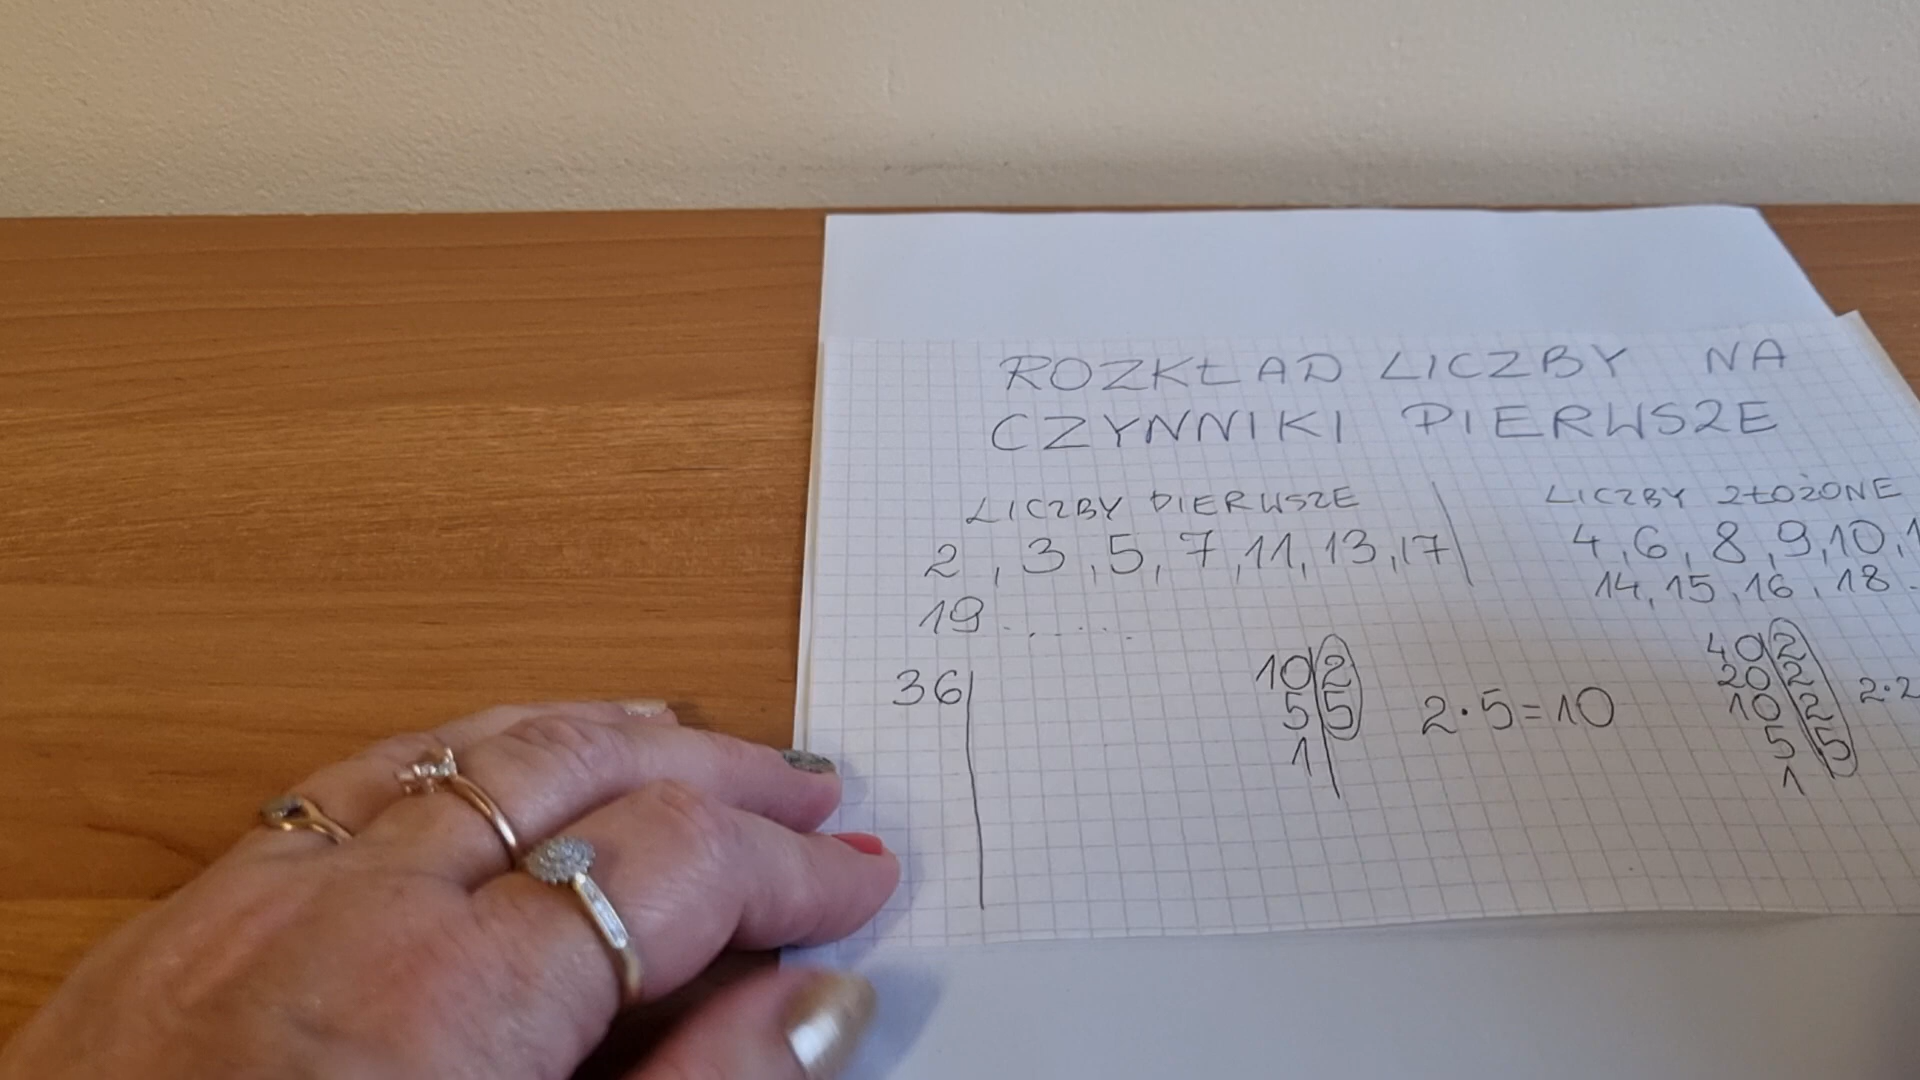 ROZKŁAD LICZBY NA
CZYNNIKI PIERWSZE
LICZBY PIERWSZE
2, 3, 5, 7, 11, 13, 17
19......
LICZBY ZŁOŻONE
4, 6, 8, 9, 10,
14, 15, 16, 18.
36
10 2
5 5
1
2·5=10
40 2
20 2
10 2
5 5
1
2·2